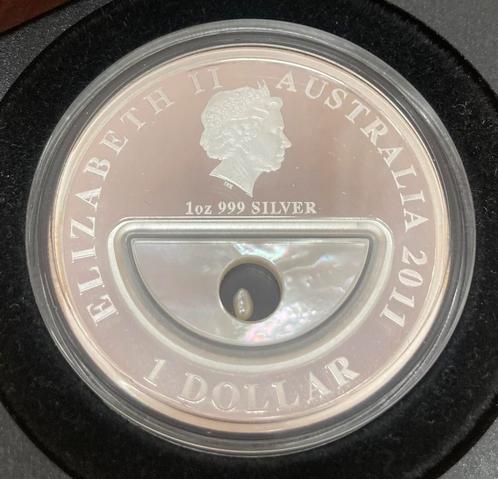 ELIZABETH II AUSTRALIA 2011
1oz 999 SILVER
1 DOLLAR